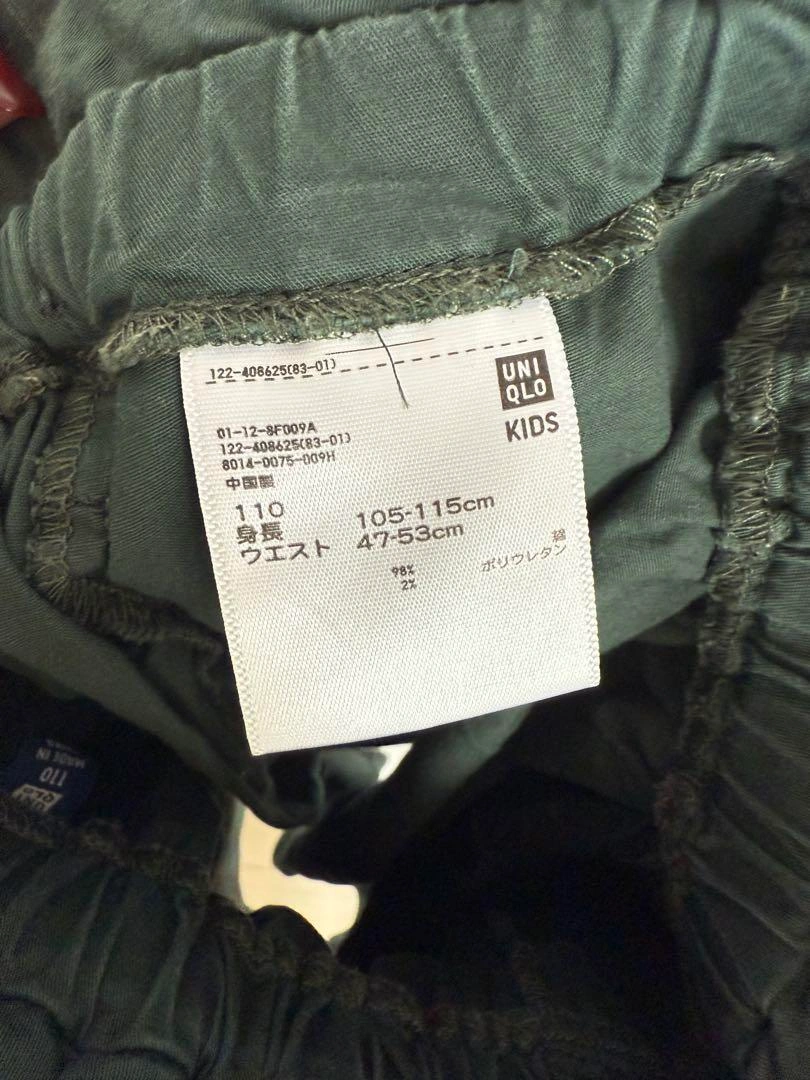 122-408625(83-01)
UNI
QLO
KIDS
01-12-8F009A
122-408625(83-01)
8014-0075-009H
中国製
110
身長 105-115cm
ウエスト 47-53cm
98% 綿
2% ポリウレタン
110
MADE IN